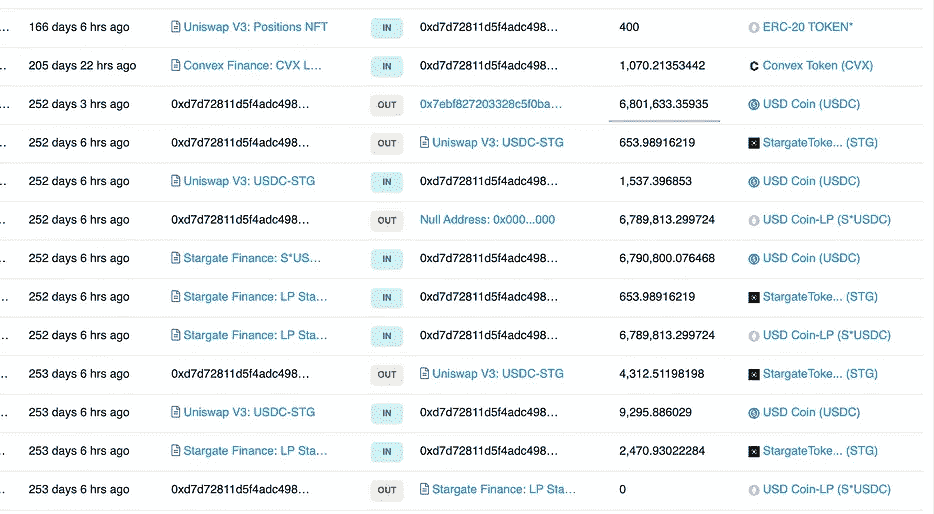 ... 166 days 6 hrs ago Uniswap V3: Positions NFT IN 0xd7d72811d5f4adc498... 400 ERC-20 TOKEN*
... 205 days 22 hrs ago Convex Finance: CVX L... IN 0xd7d72811d5f4adc498... 1,070.21353442 Convex Token (CVX)
... 252 days 3 hrs ago 0xd7d72811d5f4adc498... OUT 0x7ebf827203328c5f0ba... 6,801,633.35935 USD Coin (USDC)
... 252 days 6 hrs ago 0xd7d72811d5f4adc498... OUT Uniswap V3: USDC-STG 653.98916219 StargateToke... (STG)
... 252 days 6 hrs ago Uniswap V3: USDC-STG IN 0xd7d72811d5f4adc498... 1,537.396853 USD Coin (USDC)
... 252 days 6 hrs ago 0xd7d72811d5f4adc498... OUT Null Address: 0x000...000 6,789,813.299724 USD Coin-LP (S*USDC)
... 252 days 6 hrs ago Stargate Finance: S*US... IN 0xd7d72811d5f4adc498... 6,790,800.076468 USD Coin (USDC)
... 252 days 6 hrs ago Stargate Finance: LP Sta... IN 0xd7d72811d5f4adc498... 653.98916219 StargateToke... (STG)
... 252 days 6 hrs ago Stargate Finance: LP Sta... IN 0xd7d72811d5f4adc498... 6,789,813.299724 USD Coin-LP (S*USDC)
... 253 days 6 hrs ago 0xd7d72811d5f4adc498... OUT Uniswap V3: USDC-STG 4,312.51198198 StargateToke... (STG)
... 253 days 6 hrs ago Uniswap V3: USDC-STG IN 0xd7d72811d5f4adc498... 9,295.886029 USD Coin (USDC)
... 253 days 6 hrs ago Stargate Finance: LP Sta... IN 0xd7d72811d5f4adc498... 2,470.93022284 StargateToke... (STG)
... 253 days 6 hrs ago 0xd7d72811d5f4adc498... OUT Stargate Finance: LP Sta... 0 USD Coin-LP (S*USDC)